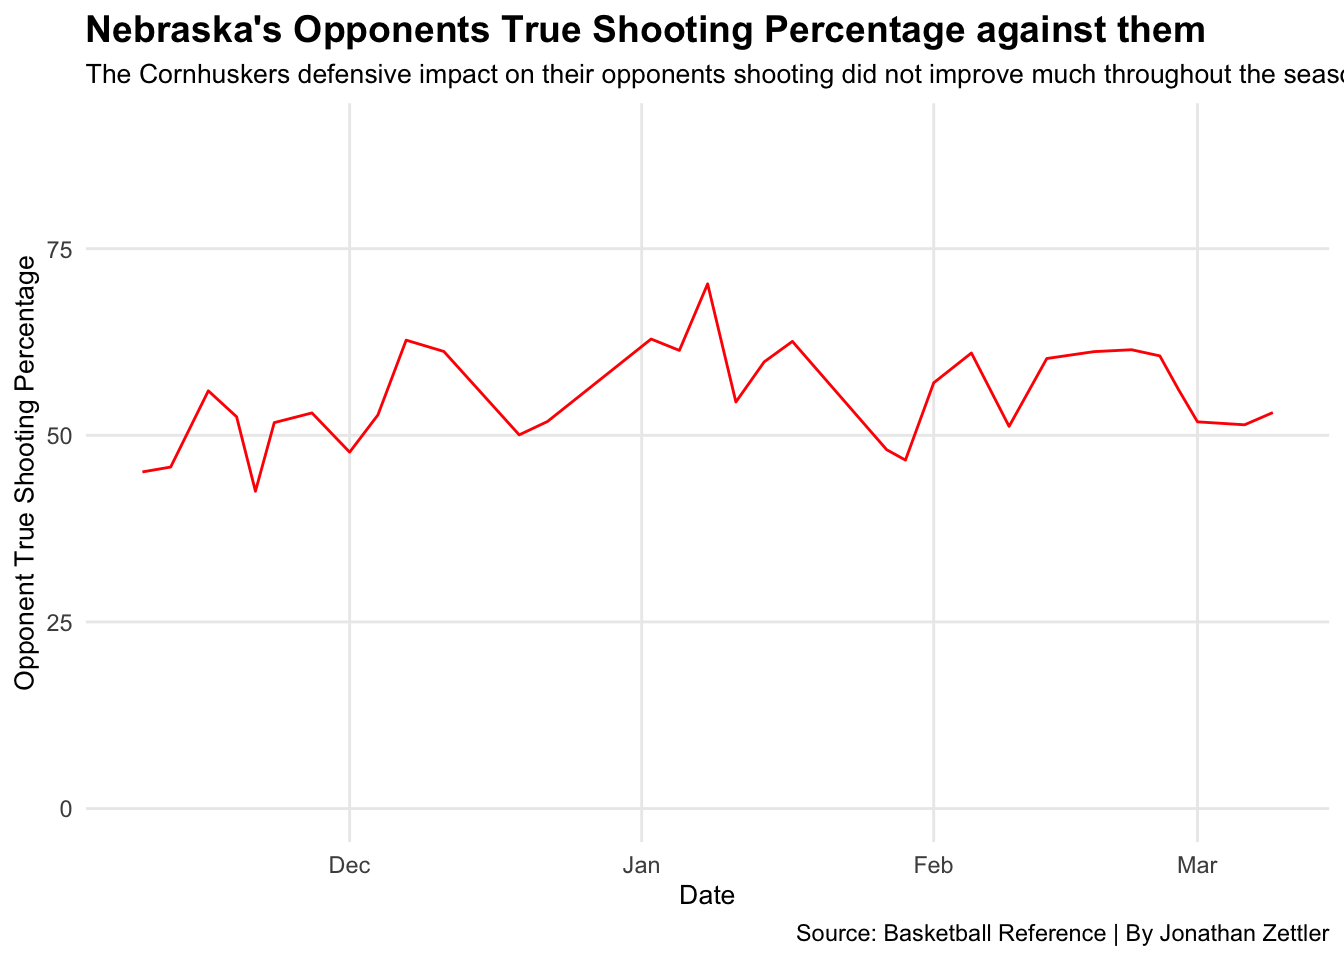 Nebraska's Opponents True Shooting Percentage against them
The Cornhuskers defensive impact on their opponents shooting did not improve much throughout the
Opponent True Shooting Percentage
75
50
25
0
Dec Jan Feb Mar
Date
Source: Basketball Reference | By Jonathan Zettler